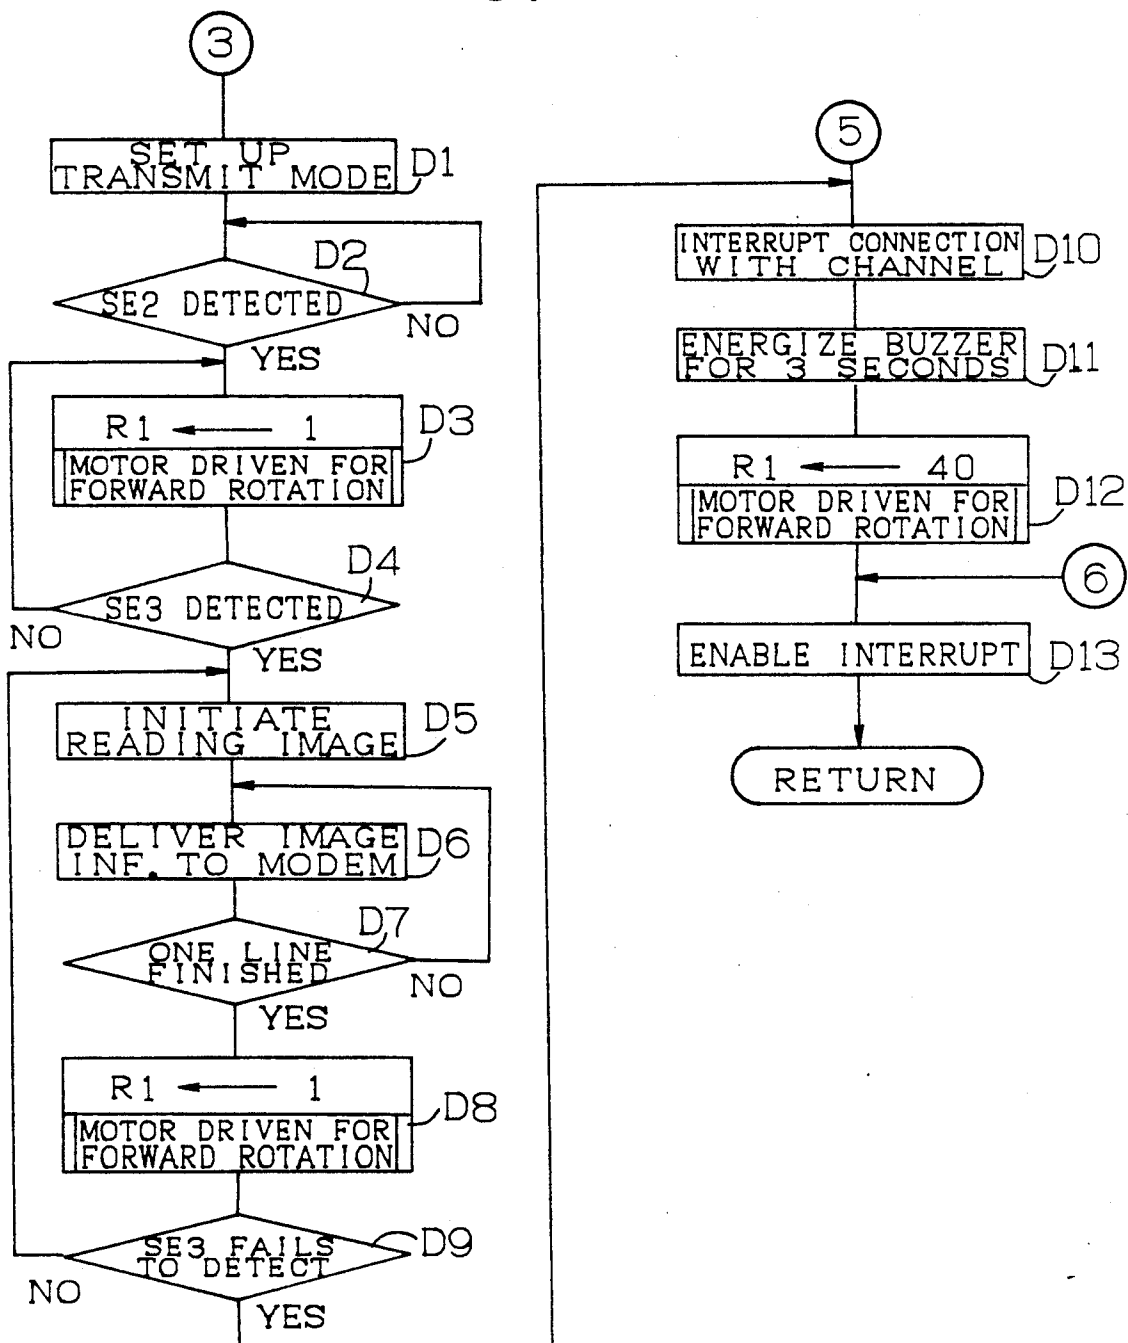 3
SET UP
TRANSMIT MODE
D1
D2
SE2 DETECTED
NO
YES
R1 ← 1
D3
MOTOR DRIVEN FOR
FORWARD ROTATION
D4
SE3 DETECTED
NO
YES
INITIATE
READING IMAGE
D5
DELIVER IMAGE
INF. TO MODEM
D6
D7
ONE LINE
FINISHED
NO
YES
R1 ← 1
D8
MOTOR DRIVEN FOR
FORWARD ROTATION
SE3 FAILS
TO DETECT
D9
NO
YES
5
INTERRUPT CONNECTION
WITH CHANNEL
D10
ENERGIZE BUZZER
FOR 3 SECONDS
D11
R1 ← 40
MOTOR DRIVEN FOR
FORWARD ROTATION
D12
6
ENABLE INTERRUPT
D13
RETURN